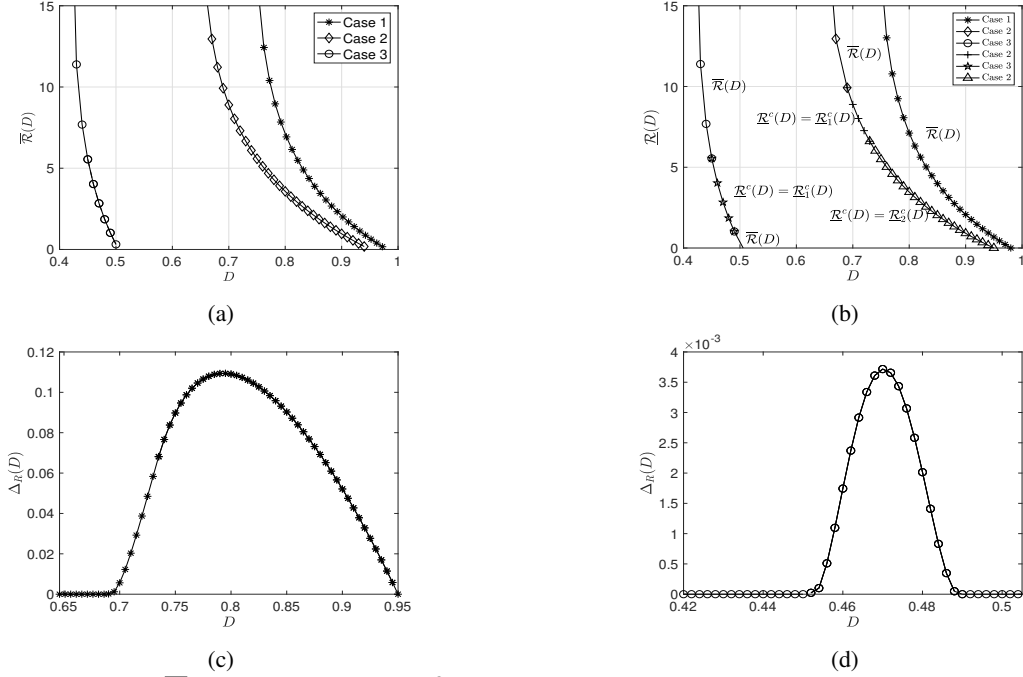 15
10
5
0
0.4 0.5 0.6 0.7 0.8 0.9 1
D
R̅(D)
Case 1
Case 2
Case 3
(a)
15
10
5
0
0.4 0.5 0.6 0.7 0.8 0.9 1
D
R̲(D)
Case 1
Case 2
Case 3
Case 2
Case 3
Case 2
R̅(D)
R̅(D)
R̲ᶜ(D) = R̲₁ᶜ(D)
R̅(D)
R̲ᶜ(D) = R̲₁ᶜ(D)
R̲ᶜ(D) = R̲₂ᶜ(D)
R̅(D)
(b)
0.12
0.1
0.08
0.06
0.04
0.02
0
0.65 0.7 0.75 0.8 0.85 0.9 0.95
D
Δ_R(D)
(c)
×10⁻³
4
3.5
3
2.5
2
1.5
1
0.5
0
0.42 0.44 0.46 0.48 0.5
D
Δ_R(D)
(d)